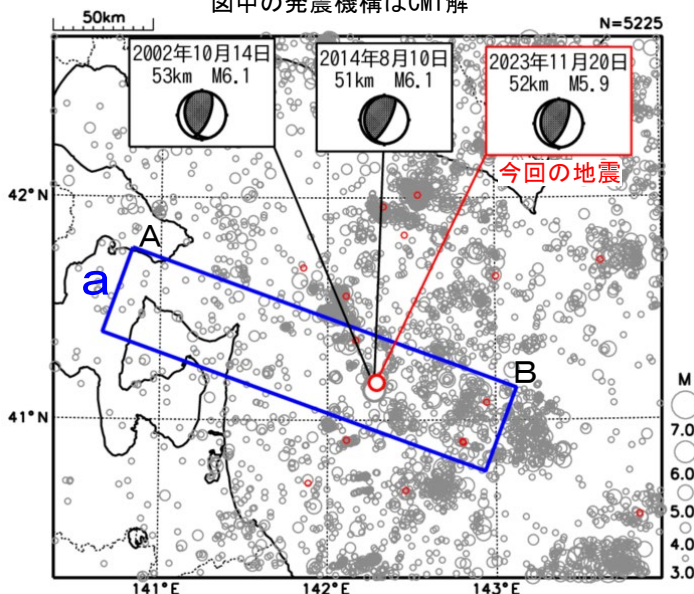 図中の発震機構はCMT解
50km
N=5225
2002年10月14日
53km M6.1
2014年8月10日
51km M6.1
2023年11月20日
52km M5.9
今回の地震
42°N
A
a
B
41°N
M
7.0
6.0
5.0
4.0
3.0
141°E
142°E
143°E